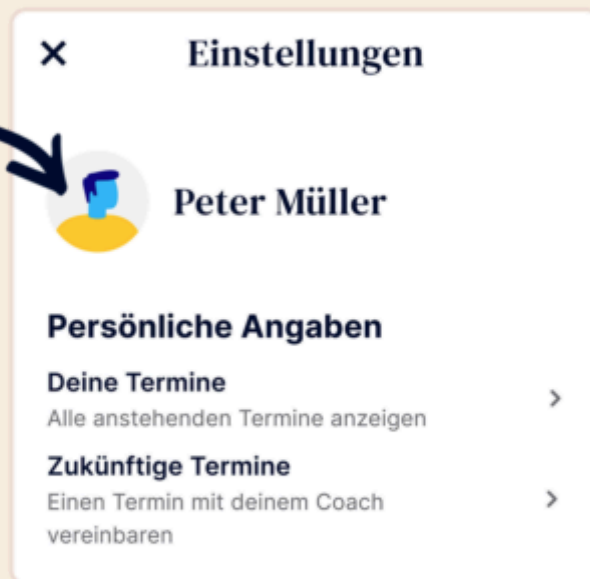 Einstellungen
Peter Müller
Persönliche Angaben
Deine Termine
Alle anstehenden Termine anzeigen
Zukünftige Termine
Einen Termin mit deinem Coach
vereinbaren